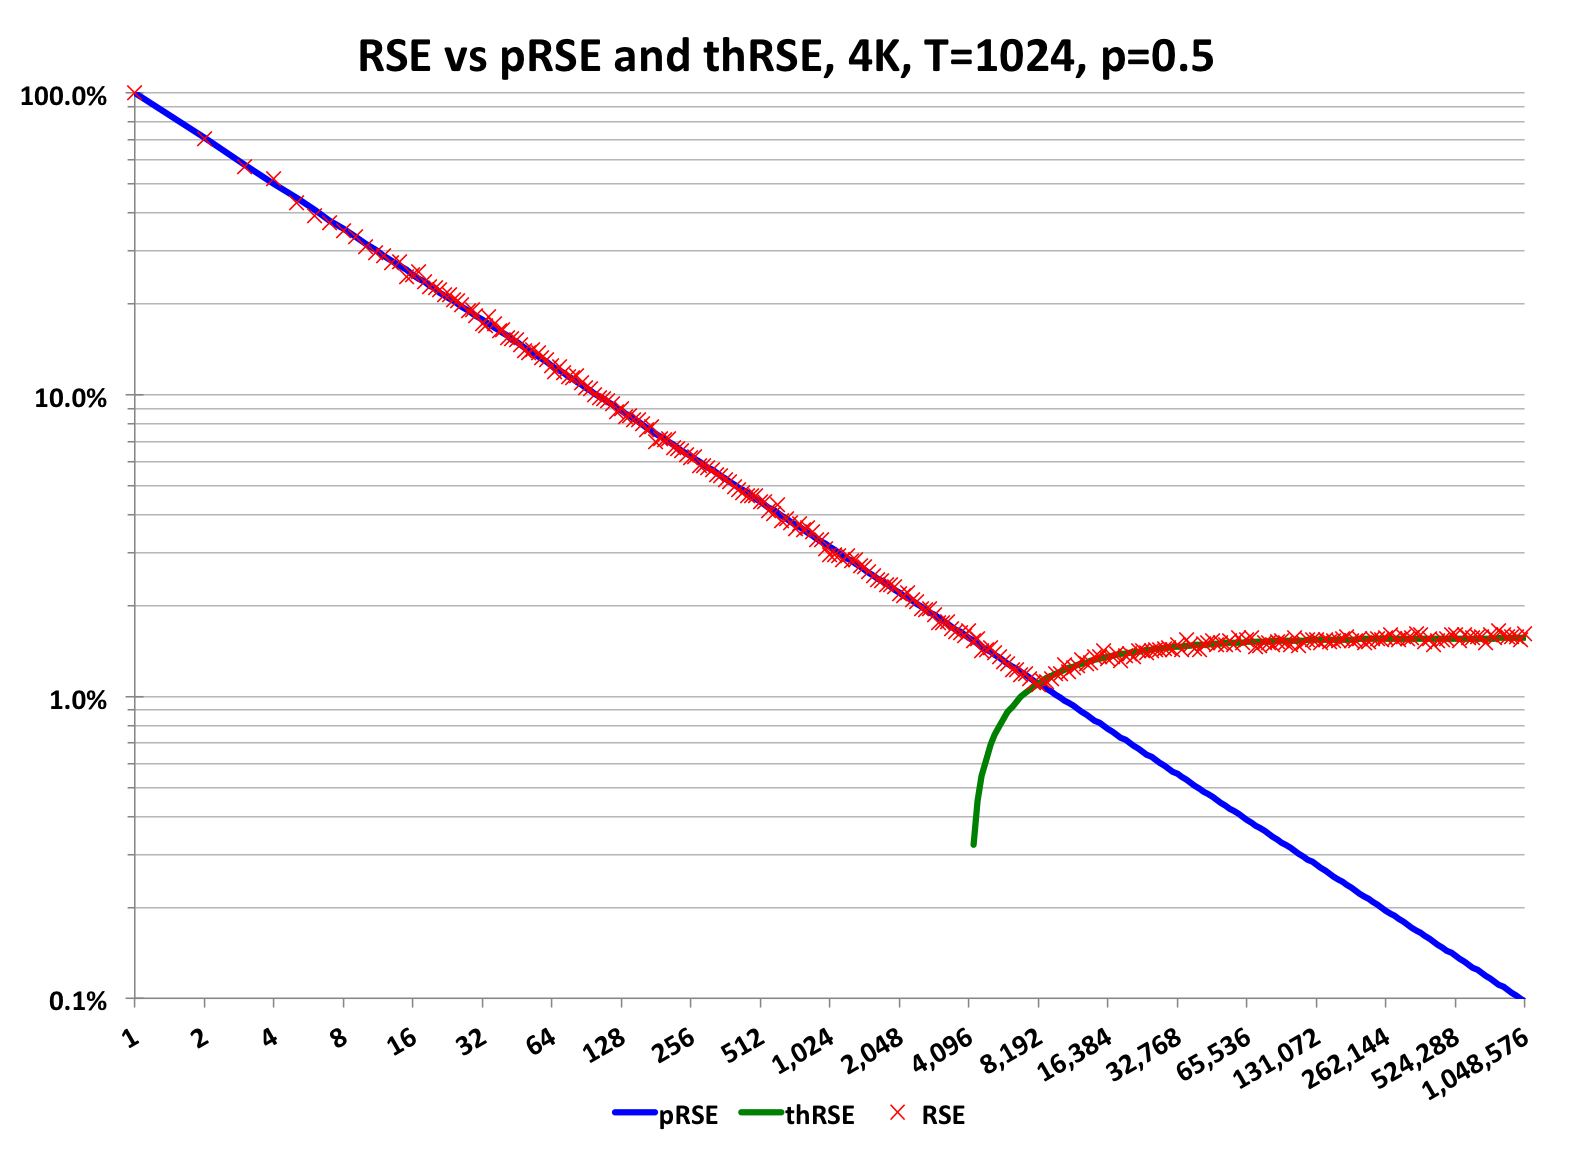 RSE vs pRSE and thRSE, 4K, T=1024, p=0.5
100.0%
10.0%
1.0%
0.1%
1 2 4 8 16 32 64 128 256 512 1,024 2,048 4,096 8,192 16,384 32,768 65,536 131,072 262,144 524,288 1,048,576
pRSE thRSE RSE